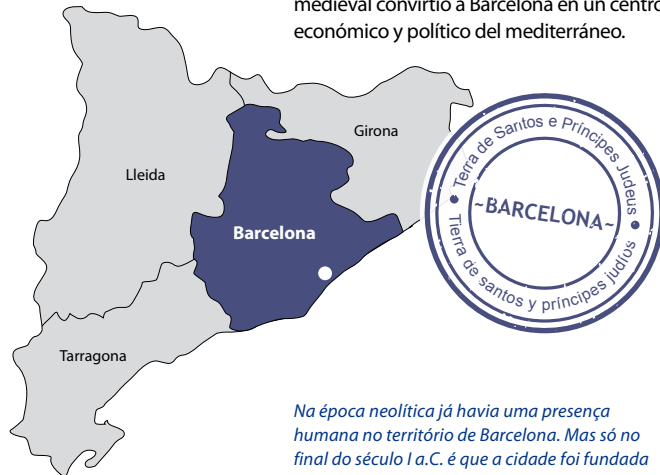 medieval convirtió a Barcelona en un centro
económico y político del mediterráneo.
Girona
Lleida
Barcelona
Tarragona
Terra de Santos e Príncipes Judeus
~BARCELONA~
Tierra de santos y príncipes judíos
Na época neolítica já havia uma presença
humana no território de Barcelona. Mas só no
final do século I a.C. é que a cidade foi fundada